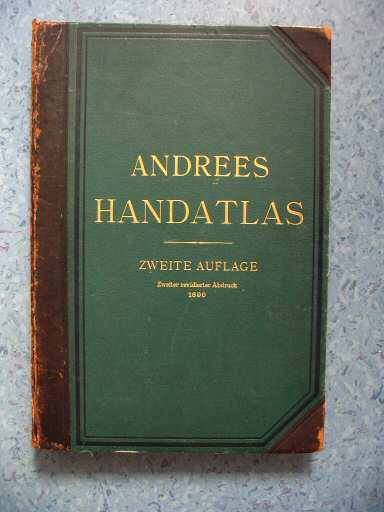 ANDREES
HANDATLAS
ZWEITE AUFLAGE
Zweiter revidierter Abdruck
1890